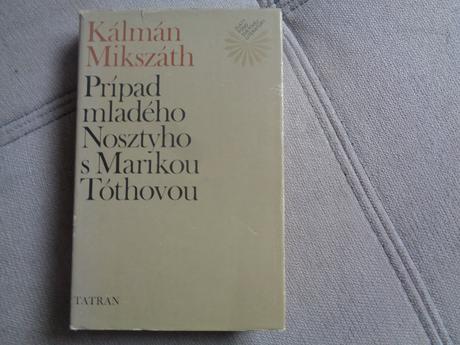 Kálmán
Mikszáth
Prípad
mladého
Nosztyho
s Marikou
Tóthovou
TATRAN